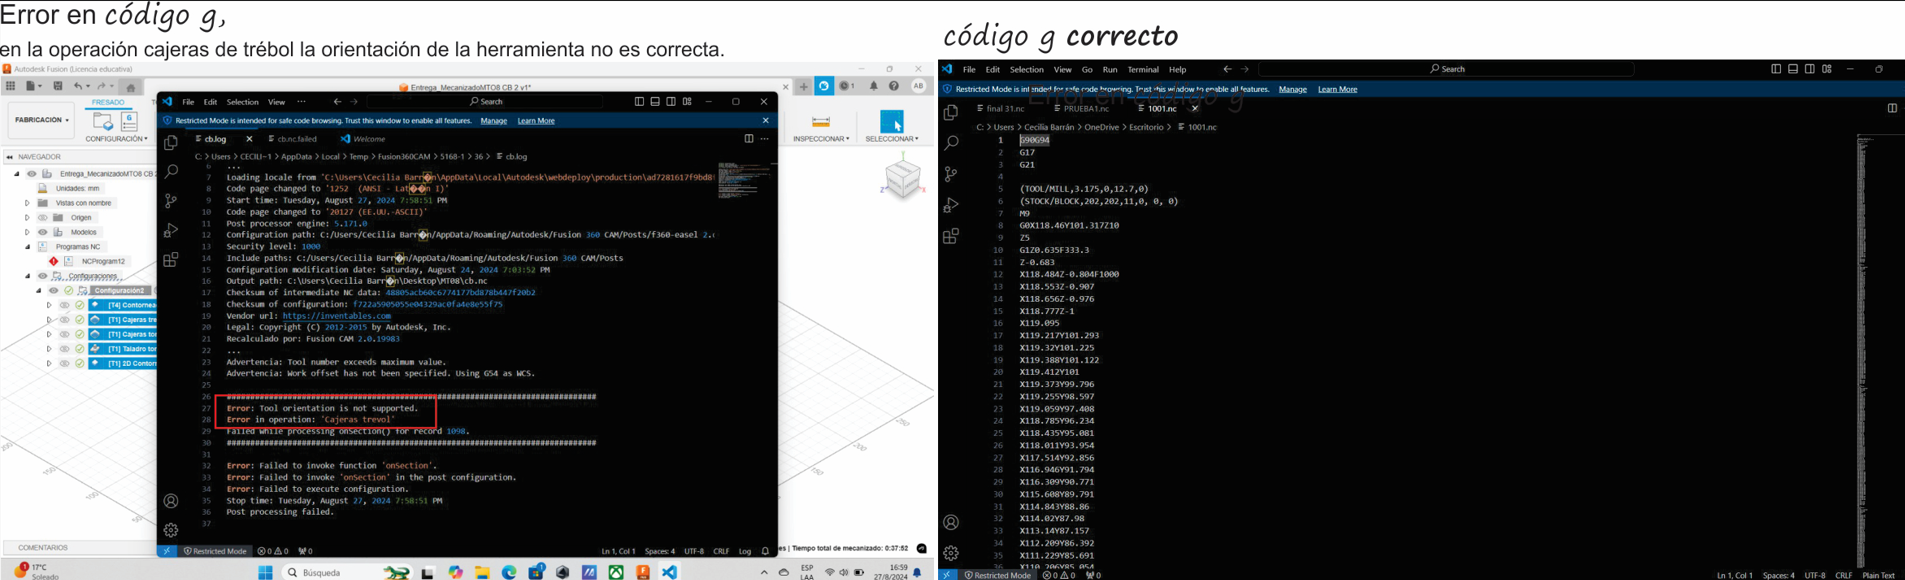 Error en código g,
en la operación cajeras de trébol la orientación de la herramienta no es correcta.
Autodesk Fusion (Licencia educativa)
Entrega_MecanizadoMTO8 CB 2 v1*
FRESADO
FABRICACIÓN
CONFIGURACIÓN
INSPECCIONAR
SELECCIONAR
NAVEGADOR
Entrega_MecanizadoMTO8 CB 2
Unidades: mm
Vistas con nombre
Origen
Modelos
Programas NC
NCProgram12
Configuraciones
Configuración2
[T4] Contornea
[T1] Cajeras tre
[T1] Cajeras tor
[T1] Taladro tor
[T1] 2D Contor
COMENTARIOS
File Edit Selection View ... Search
Restricted Mode is intended for safe code browsing. Trust this window to enable all features. Manage Learn More
cb.log cb.nc.failed Welcome
C: > Users > CECILI~1 > AppData > Local > Temp > Fusion360CAM > 5168-1 > 36 > cb.log
6 ...
7 Loading locale from "C:\Users\Cecilia Barr�n\AppData\Local\Autodesk\webdeploy\production\ad7281617f9bd8
8 Code page changed to '1252 (ANSI - Lat��n I)'
9 Start time: Tuesday, August 27, 2024 7:58:51 PM
10 Code page changed to '20127 (EE.UU.-ASCII)'
11 Post processor engine: 5.171.0
12 Configuration path: C:/Users/Cecilia Barr�n/AppData/Roaming/Autodesk/Fusion 360 CAM/Posts/f360-easel 2.c
13 Security level: 1000
14 Include paths: C:/Users/Cecilia Barr�n/AppData/Roaming/Autodesk/Fusion 360 CAM/Posts
15 Configuration modification date: Saturday, August 24, 2024 7:03:52 PM
16 Output path: C:\Users\Cecilia Barr�n\Desktop\MT08\cb.nc
17 Checksum of intermediate NC data: 48805acb60c6774177bd878b447f20b2
18 Checksum of configuration: f722a5905055e04329ac0fa4e8e55f75
19 Vendor url: https://inventables.com
20 Legal: Copyright (C) 2012-2015 by Autodesk, Inc.
21 Recalculado por: Fusion CAM 2.0.19983
22 ...
23 Advertencia: Tool number exceeds maximum value.
24 Advertencia: Work offset has not been specified. Using G54 as WCS.
25
26 ###############################################################################
27 Error: Tool orientation is not supported.
28 Error in operation: 'Cajeras trevol'
29 Failed while processing onSection() for record 1098.
30 ###############################################################################
31
32 Error: Failed to invoke function 'onSection'.
33 Error: Failed to invoke 'onSection' in the post configuration.
34 Error: Failed to execute configuration.
35 Stop time: Tuesday, August 27, 2024 7:58:51 PM
36 Post processing failed.
37
Restricted Mode 0 0 0 Ln 1, Col 1 Spaces: 4 UTF-8 CRLF Log
es | Tiempo total de mecanizado: 0:37:52
17°C
Soleado
Búsqueda
ESP
LAA
16:59
27/8/2024
código g correcto
File Edit Selection View Go Run Terminal Help Search
Restricted Mode is intended for safe code browsing. Trust this window to enable all features. Manage Learn More
Error en código g
final 31.nc PRUEBA1.nc 1001.nc
C: > Users > Cecilia Barrán > OneDrive > Escritorio > 1001.nc
1 G90G94
2 G17
3 G21
4
5 (TOOL/MILL,3.175,0,12.7,0)
6 (STOCK/BLOCK,202,202,11,0, 0, 0)
7 M9
8 G0X118.46Y101.317Z10
9 Z5
10 G1Z0.635F333.3
11 Z-0.683
12 X118.484Z-0.804F1000
13 X118.553Z-0.907
14 X118.656Z-0.976
15 X118.777Z-1
16 X119.095
17 X119.217Y101.293
18 X119.32Y101.225
19 X119.388Y101.122
20 X119.412Y101
21 X119.373Y99.796
22 X119.255Y98.597
23 X119.059Y97.408
24 X118.785Y96.234
25 X118.435Y95.081
26 X118.011Y93.954
27 X117.514Y92.856
28 X116.946Y91.794
29 X116.309Y90.771
30 X115.608Y89.791
31 X114.843Y88.86
32 X114.02Y87.98
33 X113.14Y87.157
34 X112.209Y86.392
35 X111.229Y85.691
Restricted Mode 0 0 0 Ln 1, Col 1 Spaces: 4 UTF-8 CRLF Plain Text